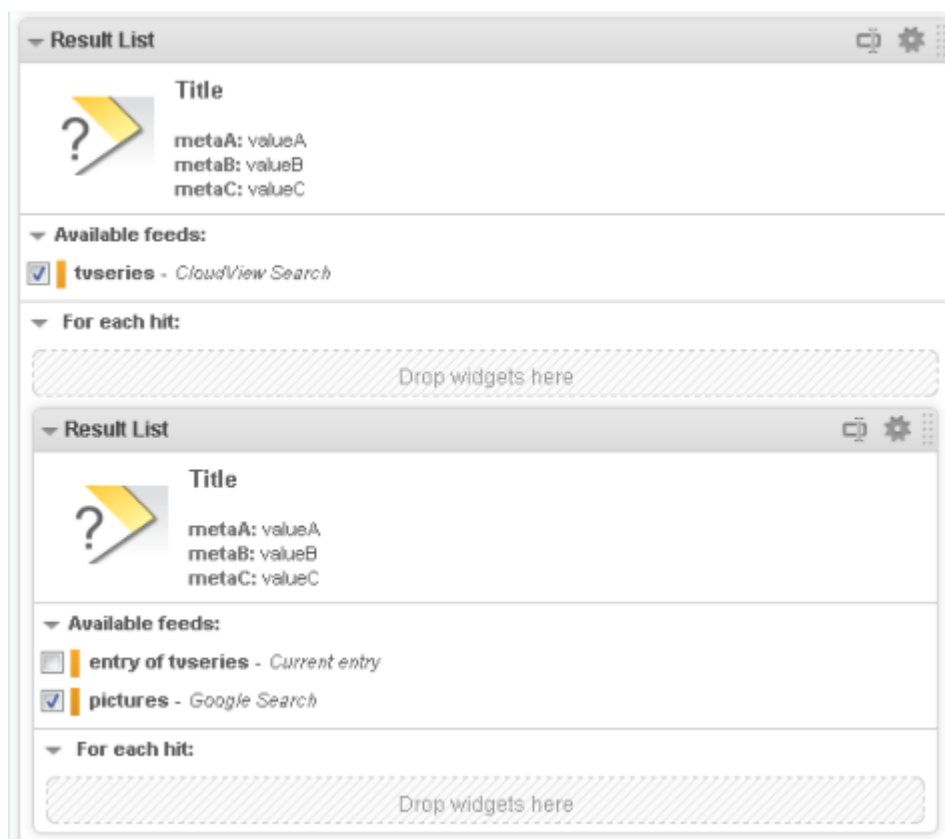 Result List
?
Title
metaA: valueA
metaB: valueB
metaC: valueC
Available feeds:
tvseries - CloudView Search
For each hit:
Drop widgets here
Result List
?
Title
metaA: valueA
metaB: valueB
metaC: valueC
Available feeds:
entry of tvseries - Current entry
pictures - Google Search
For each hit:
Drop widgets here